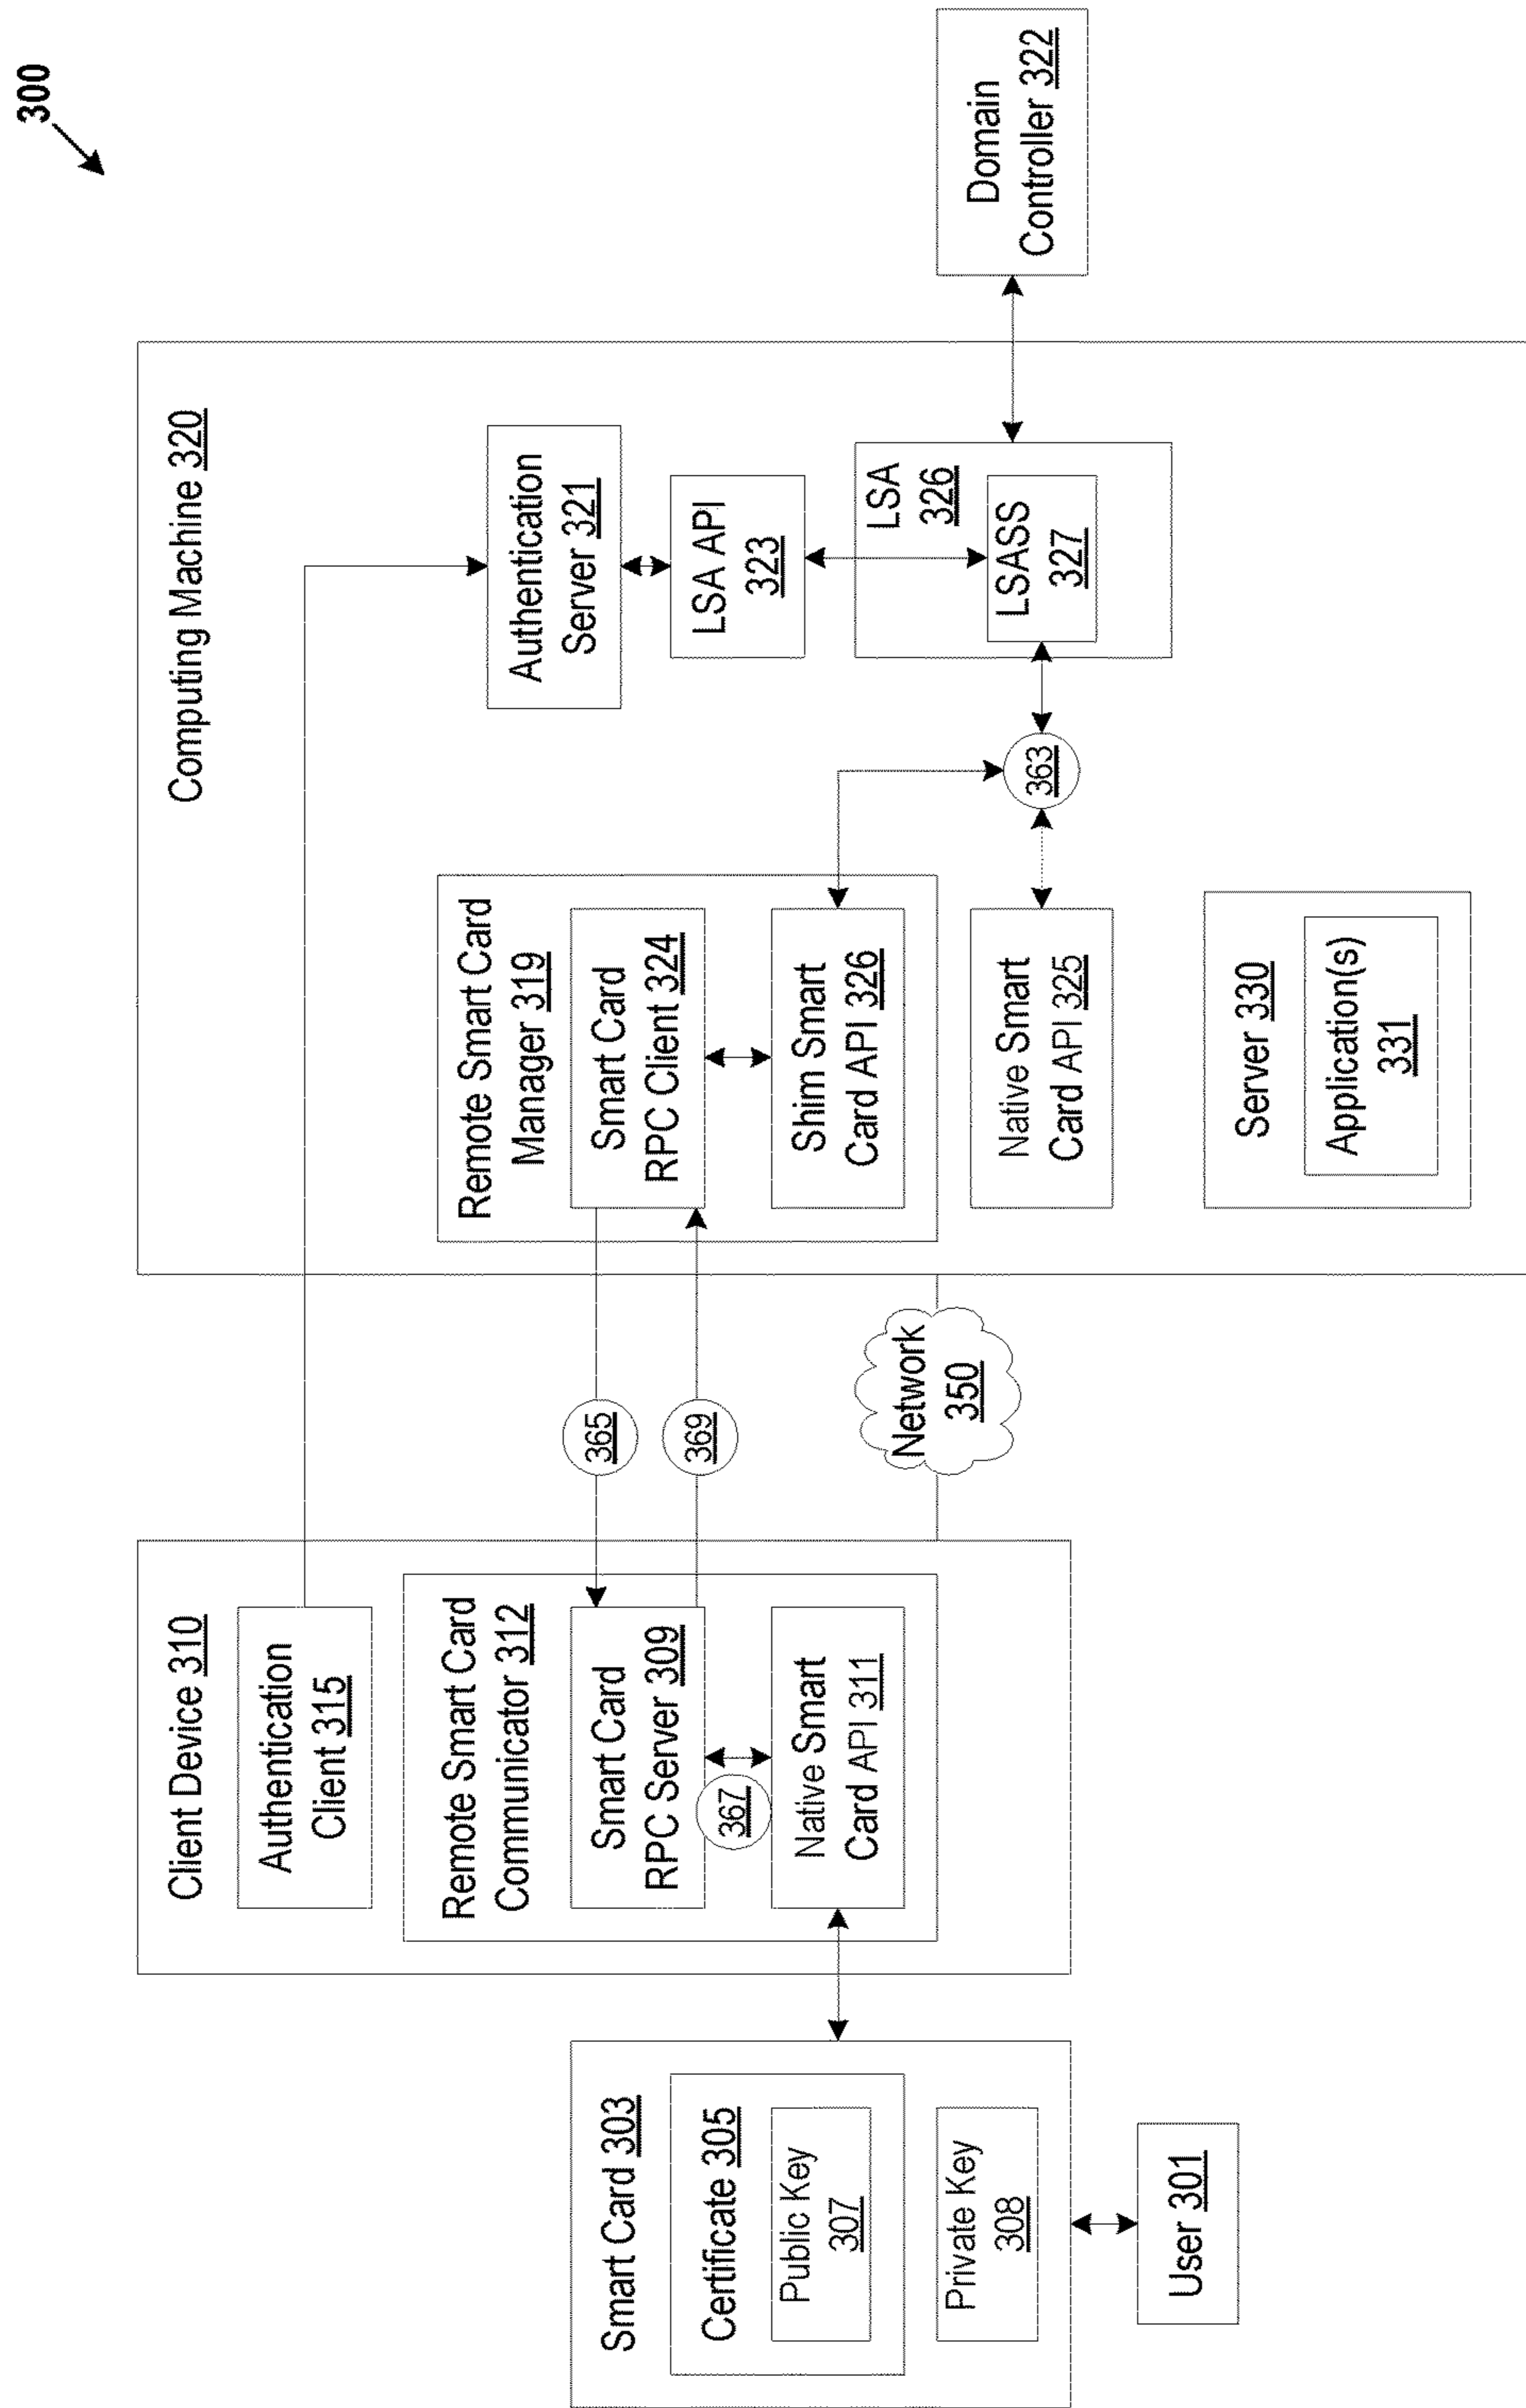 300
Smart Card 303
Certificate 305
Public Key
307
Private Key
308
User 301
Client Device 310
Authentication
Client 315
Remote Smart Card
Communicator 312
Smart Card
RPC Server 309
367
Native Smart
Card API 311
365
369
Network
350
Computing Machine 320
Remote Smart Card
Manager 319
Smart Card
RPC Client 324
Shim Smart
Card API 326
Native Smart
Card API 325
Server 330
Application(s)
331
363
Authentication
Server 321
LSA API
323
LSA
326
LSASS
327
Domain
Controller 322